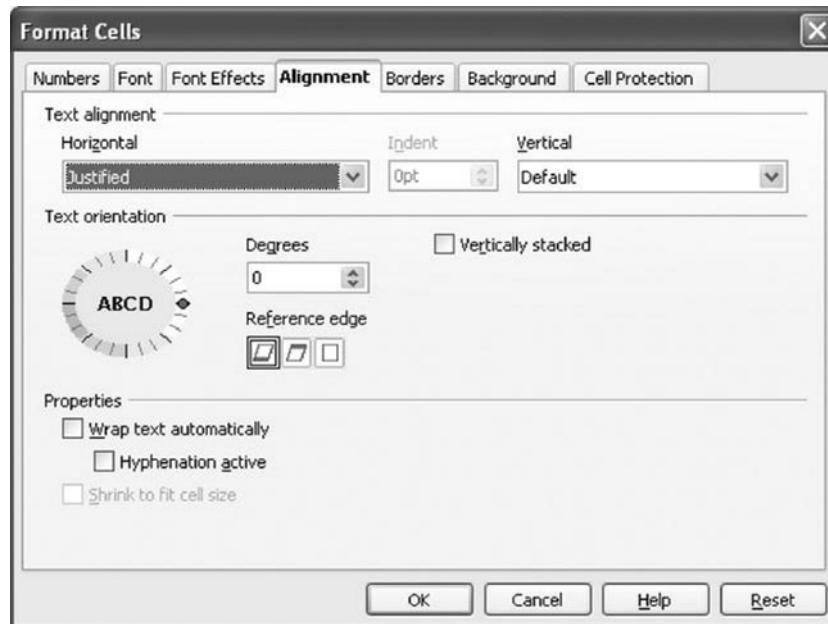 Format Cells
Numbers Font Font Effects Alignment Borders Background Cell Protection
Text alignment
Horizontal Indent Vertical
Justified 0pt Default
Text orientation
Degrees Vertically stacked
0
ABCD
Reference edge
Properties
Wrap text automatically
Hyphenation active
Shrink to fit cell size
OK Cancel Help Reset